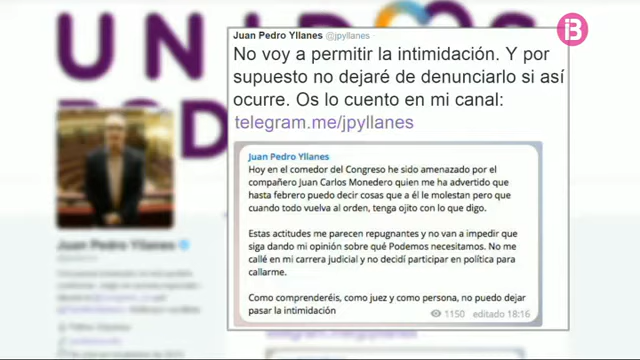 UNIDOS
Juan Pedro Yllanes @jpyllanes
No voy a permitir la intimidación. Y por
supuesto no dejaré de denunciarlo si así
ocurre. Os lo cuento en mi canal:
telegram.me/jpyllanes
Juan Pedro Yllanes
Hoy en el comedor del Congreso he sido amenazado por el
compañero Juan Carlos Monedero quien me ha advertido que
hasta febrero puedo decir cosas que a él le molestan pero que
cuando todo vuelva al orden, tenga ojito con lo que digo.
Estas actitudes me parecen repugnantes y no van a impedir que
siga dando mi opinión sobre qué Podemos necesitamos. No me
callé en mi carrera judicial y no decidí participar en política para
callarme.
Como comprenderéis, como juez y como persona, no puedo dejar
pasar la intimidación
1150 editado 18:16
Juan Pedro Yllanes
telegram.me/jpyllanes